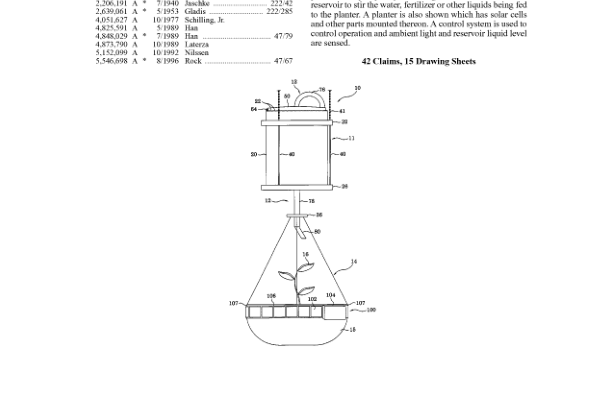 2,206,191 A * 7/1940 Jaschke ..................... 222/42
2,639,061 A * 5/1953 Gladis ..................... 222/285
4,051,627 A 10/1977 Schilling, Jr.
4,825,591 A 5/1989 Han
4,848,029 A * 7/1989 Han ..................... 47/79
4,873,790 A 10/1989 Laterza
5,152,099 A 10/1992 Nilssen
5,546,698 A * 8/1996 Rock ..................... 47/67
reservoir to stir the water, fertilizer or other liquids being fed
to the planter. A planter is also shown which has solar cells
and other parts mounted thereon. A control system is used to
control operation and ambient light and reservoir liquid level
are sensed.
42 Claims, 15 Drawing Sheets
12
76
10
60
22
64
41
32
11
20
40
40
26
12
78
36
80
16
14
106
104
107
102
107
100
15